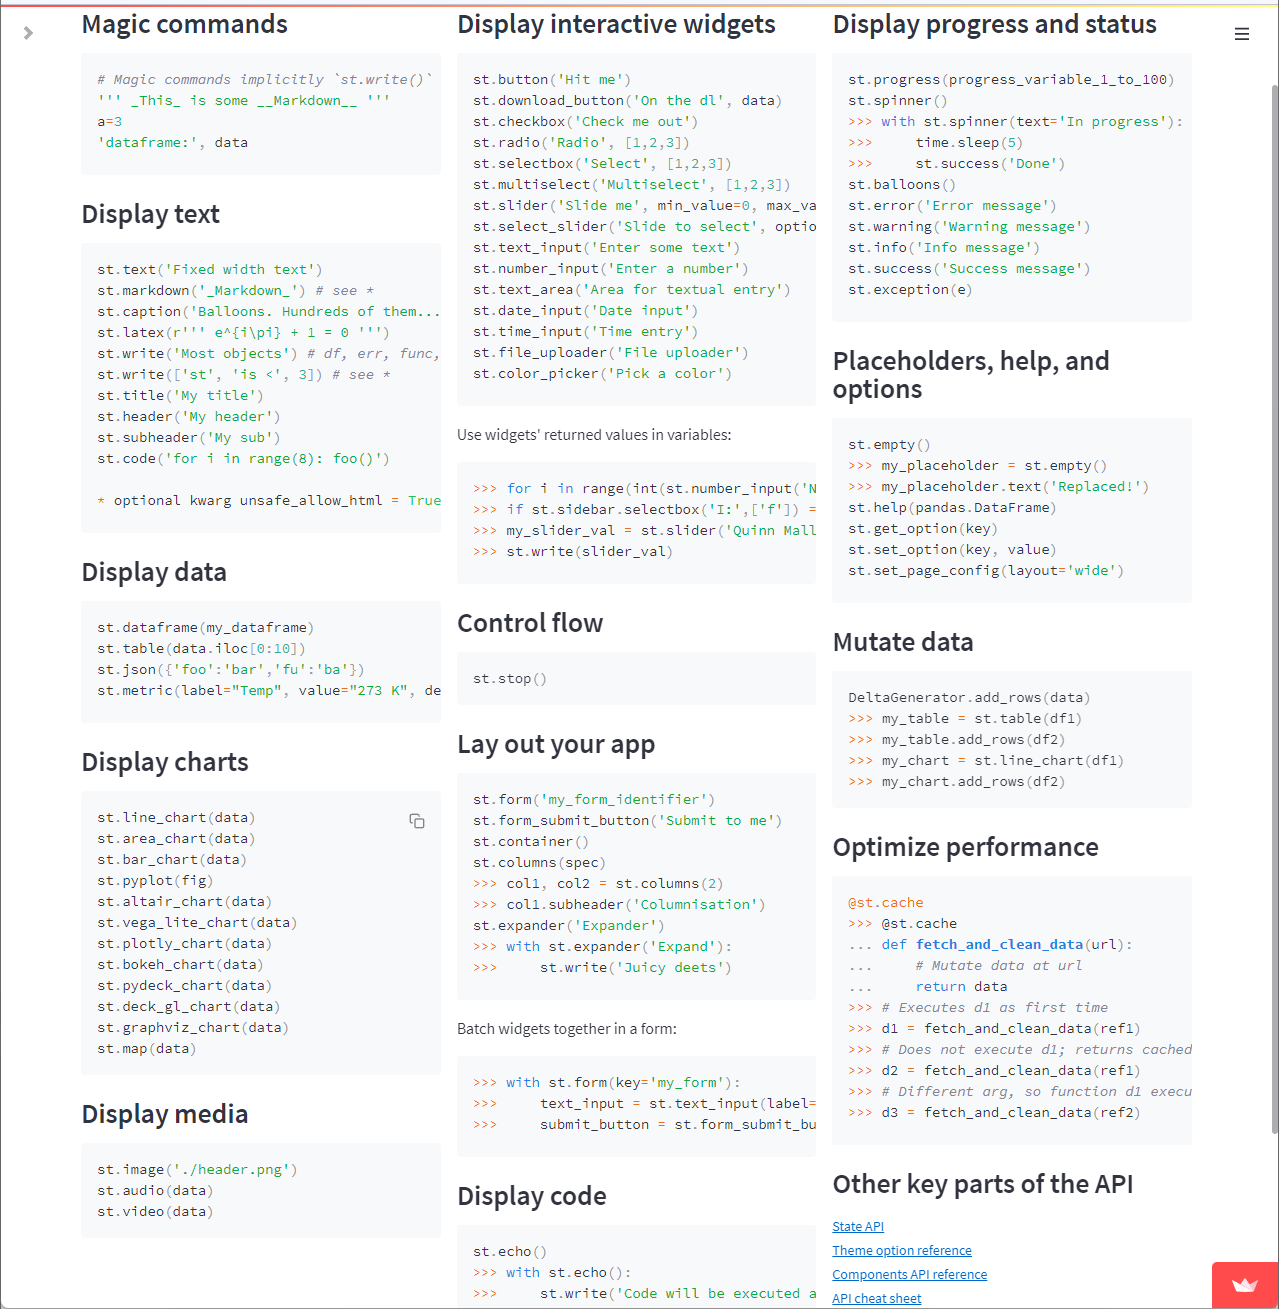 Magic commands
# Magic commands implicitly `st.write()`
''' _This_ is some __Markdown__ '''
a=3
'dataframe:', data
Display text
st.text('Fixed width text')
st.markdown('_Markdown_') # see *
st.caption('Balloons. Hundreds of them...
st.latex(r''' e^{i\pi} + 1 = 0 ''')
st.write('Most objects') # df, err, func,
st.write(['st', 'is <', 3]) # see *
st.title('My title')
st.header('My header')
st.subheader('My sub')
st.code('for i in range(8): foo()')
* optional kwarg unsafe_allow_html = True
Display data
st.dataframe(my_dataframe)
st.table(data.iloc[0:10])
st.json({'foo':'bar','fu':'ba'})
st.metric(label="Temp", value="273 K", de
Display charts
st.line_chart(data)
st.area_chart(data)
st.bar_chart(data)
st.pyplot(fig)
st.altair_chart(data)
st.vega_lite_chart(data)
st.plotly_chart(data)
st.bokeh_chart(data)
st.pydeck_chart(data)
st.deck_gl_chart(data)
st.graphviz_chart(data)
st.map(data)
Display media
st.image('./header.png')
st.audio(data)
st.video(data)
Display interactive widgets
st.button('Hit me')
st.download_button('On the dl', data)
st.checkbox('Check me out')
st.radio('Radio', [1,2,3])
st.selectbox('Select', [1,2,3])
st.multiselect('Multiselect', [1,2,3])
st.slider('Slide me', min_value=0, max_va
st.select_slider('Slide to select', optio
st.text_input('Enter some text')
st.number_input('Enter a number')
st.text_area('Area for textual entry')
st.date_input('Date input')
st.time_input('Time entry')
st.file_uploader('File uploader')
st.color_picker('Pick a color')
Use widgets' returned values in variables:
>>> for i in range(int(st.number_input('N
>>> if st.sidebar.selectbox('I:',['f']) =
>>> my_slider_val = st.slider('Quinn Mall
>>> st.write(slider_val)
Control flow
st.stop()
Lay out your app
st.form('my_form_identifier')
st.form_submit_button('Submit to me')
st.container()
st.columns(spec)
>>> col1, col2 = st.columns(2)
>>> col1.subheader('Columnisation')
st.expander('Expander')
>>> with st.expander('Expand'):
>>>     st.write('Juicy deets')
Batch widgets together in a form:
>>> with st.form(key='my_form'):
>>>     text_input = st.text_input(label=
>>>     submit_button = st.form_submit_bu
Display code
st.echo()
>>> with st.echo():
>>>     st.write('Code will be executed a
Display progress and status
st.progress(progress_variable_1_to_100)
st.spinner()
>>> with st.spinner(text='In progress'):
>>>     time.sleep(5)
>>>     st.success('Done')
st.balloons()
st.error('Error message')
st.warning('Warning message')
st.info('Info message')
st.success('Success message')
st.exception(e)
Placeholders, help, and
options
st.empty()
>>> my_placeholder = st.empty()
>>> my_placeholder.text('Replaced!')
st.help(pandas.DataFrame)
st.get_option(key)
st.set_option(key, value)
st.set_page_config(layout='wide')
Mutate data
DeltaGenerator.add_rows(data)
>>> my_table = st.table(df1)
>>> my_table.add_rows(df2)
>>> my_chart = st.line_chart(df1)
>>> my_chart.add_rows(df2)
Optimize performance
@st.cache
>>> @st.cache
... def fetch_and_clean_data(url):
...     # Mutate data at url
...     return data
>>> # Executes d1 as first time
>>> d1 = fetch_and_clean_data(ref1)
>>> # Does not execute d1; returns cached
>>> d2 = fetch_and_clean_data(ref1)
>>> # Different arg, so function d1 execu
>>> d3 = fetch_and_clean_data(ref2)
Other key parts of the API
State API
Theme option reference
Components API reference
API cheat sheet